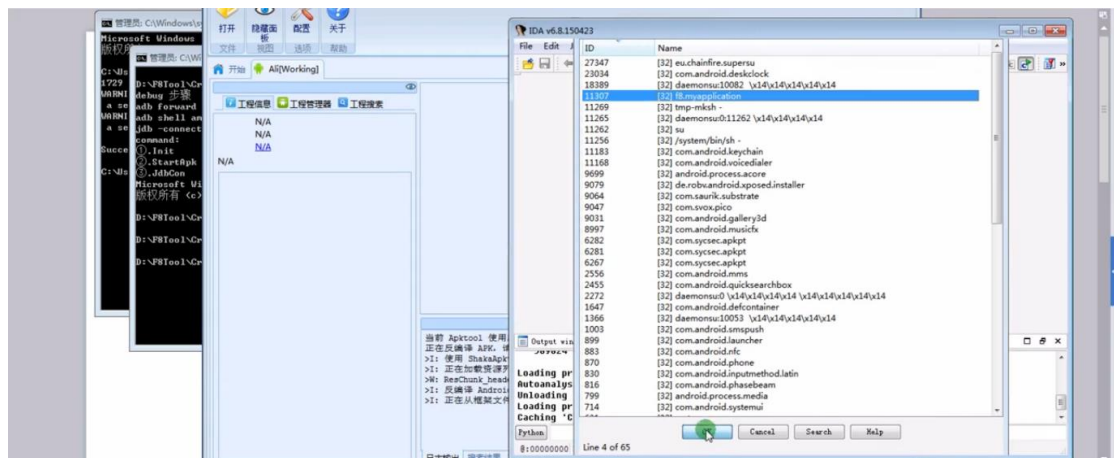 管理员: C:\Windows\sy
Microsoft Windows
版权所
C:\Us
1729
WARNI
a se
WARNI
a se
Succe
C:\Us
管理员: C:\Wi
D:\F8Tool\Cr
debug 步骤
adb forward
adb shell am
jdb -connect
command:
①.Init
②.StartApk
③.JdbCon
Microsoft Wi
版权所有 (c)
D:\F8Tool\Cr
D:\F8Tool\Cr
D:\F8Tool\Cr
打开 隐藏面板 配置 关于
文件 视图 选项 帮助
开始 Ali[Working]
工程信息 工程管理器 工程搜索
N/A
N/A
N/A
N/A
当前 Apktool 使用
正在反编译 APK, 请
>I: 使用 ShakaApk
>I: 正在加载资源列
>W: ResChunk_head
>I: 反编译 Androi
>I: 正在从框架文件
日志输出 搜索结果
IDA v6.8.150423
File Edit J
ID Name
27347 [32] eu.chainfire.supersu
23034 [32] com.android.deskclock
18389 [32] daemonsu:10082 \x14\x14\x14\x14\x14
11307 [32] f8.myapplication
11269 [32] tmp-mksh -
11265 [32] daemonsu:0:11262 \x14\x14\x14\x14
11262 [32] su
11256 [32] /system/bin/sh -
11183 [32] com.android.keychain
11168 [32] com.android.voicedialer
9699 [32] android.process.acore
9079 [32] de.robv.android.xposed.installer
9064 [32] com.saurik.substrate
9047 [32] com.svox.pico
9031 [32] com.android.gallery3d
8997 [32] com.android.musicfx
6282 [32] com.syssec.apkpt
6281 [32] com.syssec.apkpt
6267 [32] com.syssec.apkpt
2556 [32] com.android.mms
2455 [32] com.android.quicksearchbox
2272 [32] daemonsu:0 \x14\x14\x14\x14 \x14\x14\x14\x14\x14
1647 [32] com.android.defcontainer
1366 [32] daemonsu:10053 \x14\x14\x14\x14\x14
1003 [32] com.android.smspush
899 [32] com.android.launcher
883 [32] com.android.nfc
870 [32] com.android.phone
830 [32] com.android.inputmethod.latin
816 [32] com.android.phasebeam
799 [32] android.process.media
714 [32] com.android.systemui
Output win
Loading pr
Autoanalys
Unloading
Loading pr
Caching 'C
Python
Cancel Search Help
@:00000000 Line 4 of 65